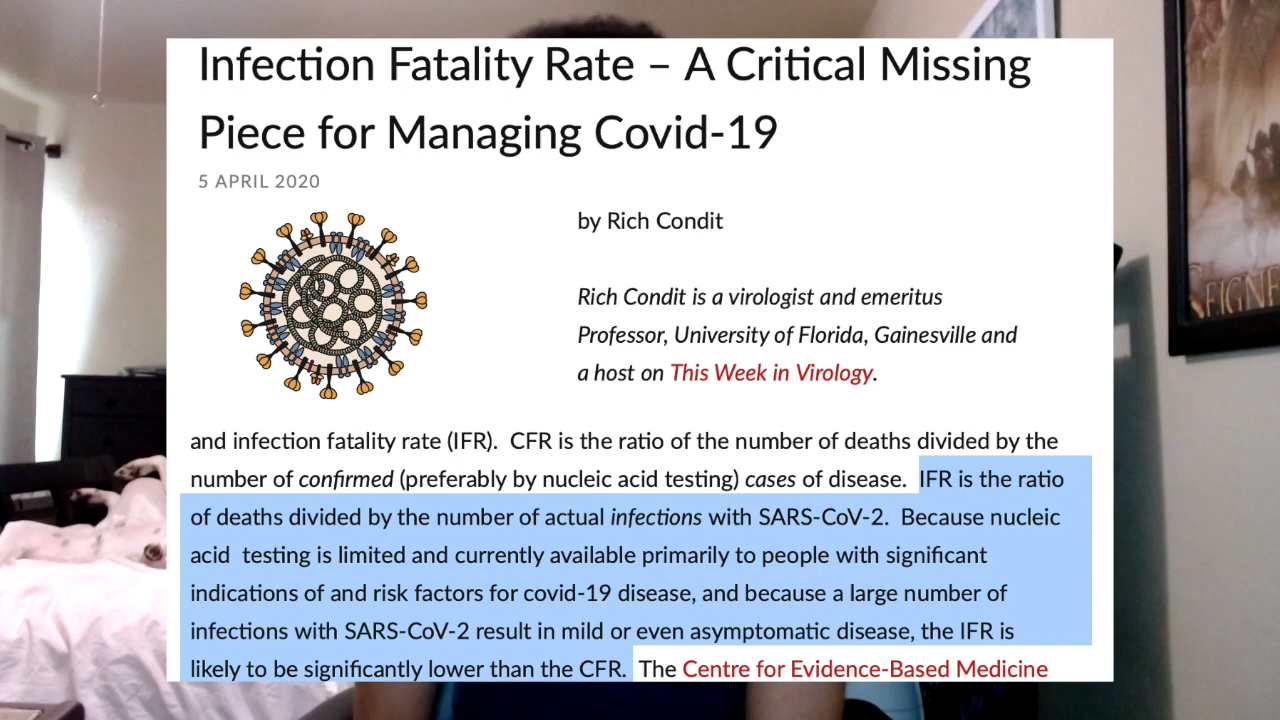 Infection Fatality Rate – A Critical Missing
Piece for Managing Covid-19
5 APRIL 2020
by Rich Condit
Rich Condit is a virologist and emeritus
Professor, University of Florida, Gainesville and
a host on This Week in Virology.
and infection fatality rate (IFR).  CFR is the ratio of the number of deaths divided by the
number of confirmed (preferably by nucleic acid testing) cases of disease.  IFR is the ratio
of deaths divided by the number of actual infections with SARS-CoV-2.  Because nucleic
acid  testing is limited and currently available primarily to people with significant
indications of and risk factors for covid-19 disease, and because a large number of
infections with SARS-CoV-2 result in mild or even asymptomatic disease, the IFR is
likely to be significantly lower than the CFR.  The Centre for Evidence-Based Medicine